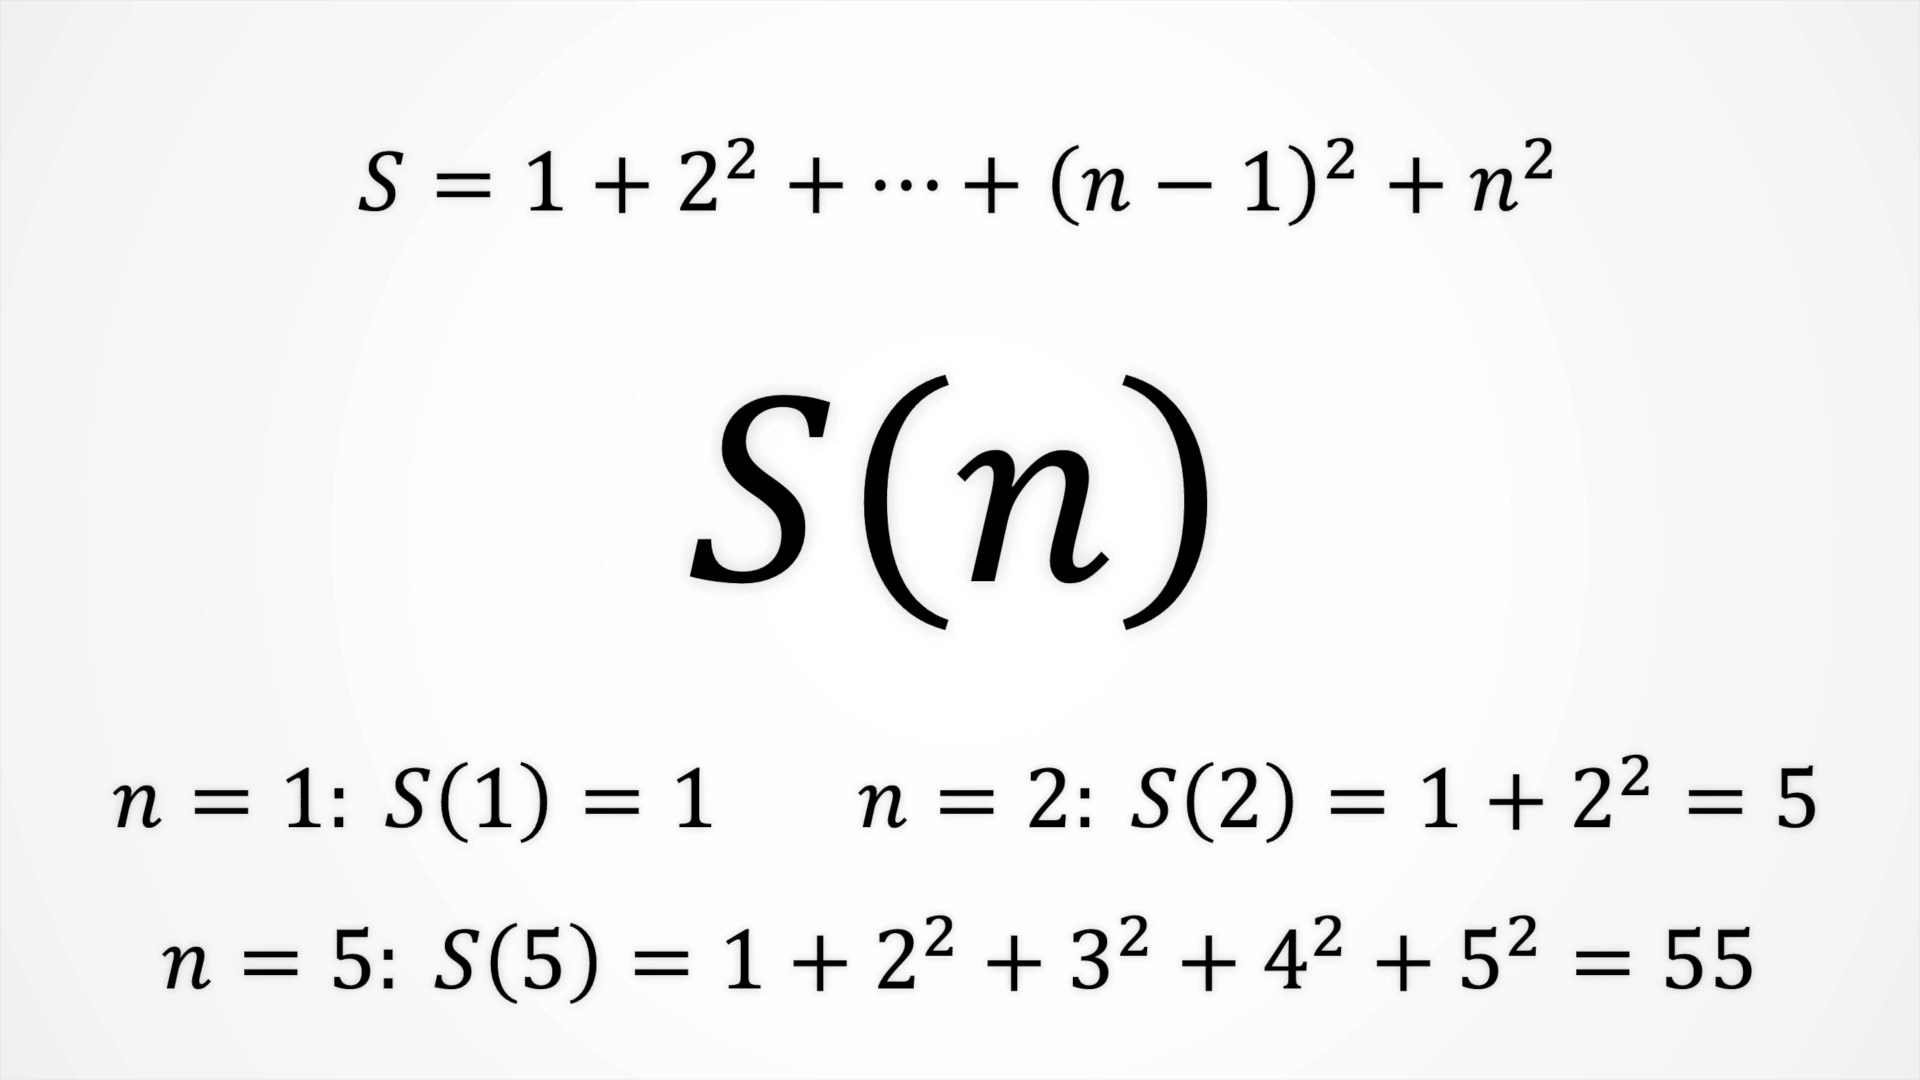 S = 1 + 2² + ⋯ + (n − 1)² + n²
S(n)
n = 1: S(1) = 1 n = 2: S(2) = 1 + 2² = 5
n = 5: S(5) = 1 + 2² + 3² + 4² + 5² = 55